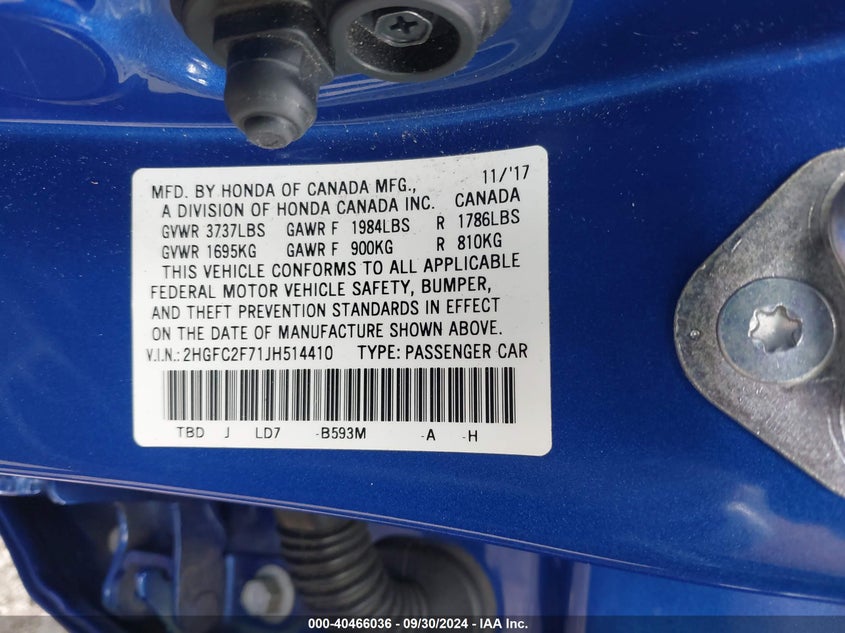 11/'17
MFD. BY HONDA OF CANADA MFG.,
A DIVISION OF HONDA CANADA INC. CANADA
GVWR 3737LBS GAWR F 1984LBS R 1786LBS
GVWR 1695KG GAWR F 900KG R 810KG
THIS VEHICLE CONFORMS TO ALL APPLICABLE
FEDERAL MOTOR VEHICLE SAFETY, BUMPER,
AND THEFT PREVENTION STANDARDS IN EFFECT
ON THE DATE OF MANUFACTURE SHOWN ABOVE.
V.I.N.:2HGFC2F71JH514410 TYPE: PASSENGER CAR
TBD J LD7 -B593M -A -H
000-40466036 - 09/30/2024 - IAA Inc.